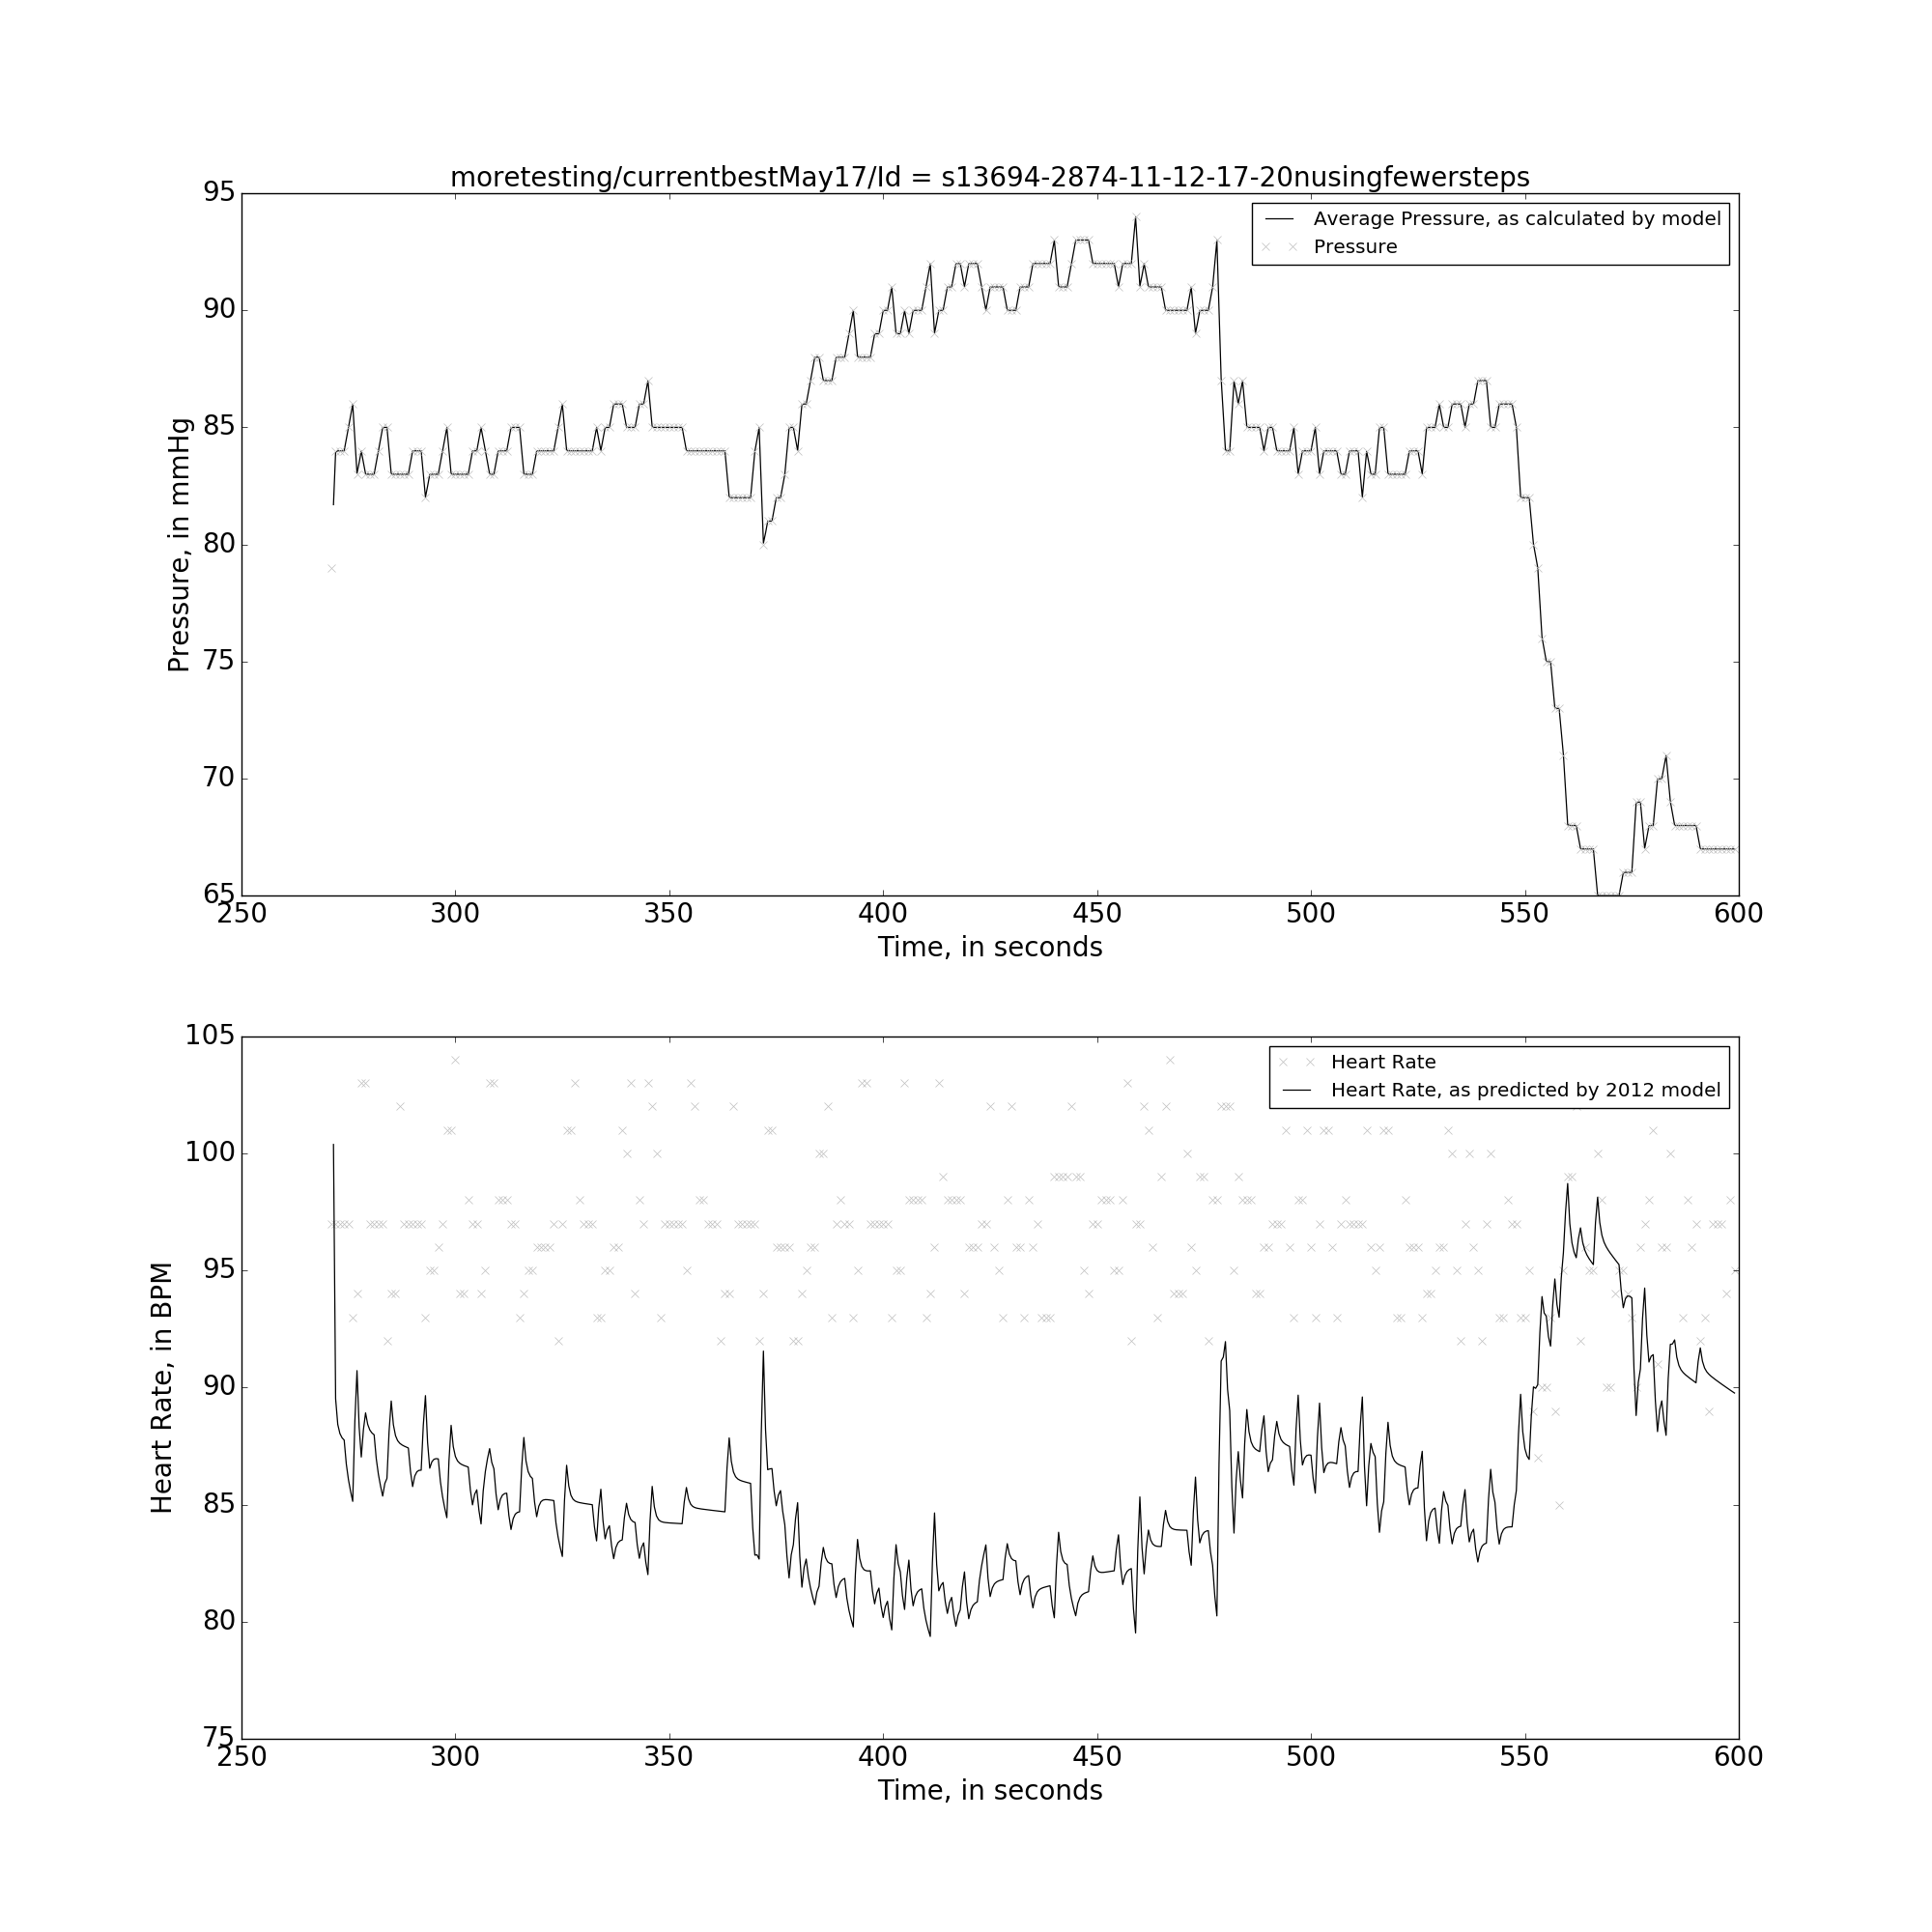 moretesting/currentbestMay17/Id = s13694-2874-11-12-17-20nusingfewersteps
Average Pressure, as calculated by model
Pressure
Pressure, in mmHg
95
90
85
80
75
70
65
250 300 350 400 450 500 550 600
Time, in seconds
Heart Rate
Heart Rate, as predicted by 2012 model
Heart Rate, in BPM
105
100
95
90
85
80
75
250 300 350 400 450 500 550 600
Time, in seconds